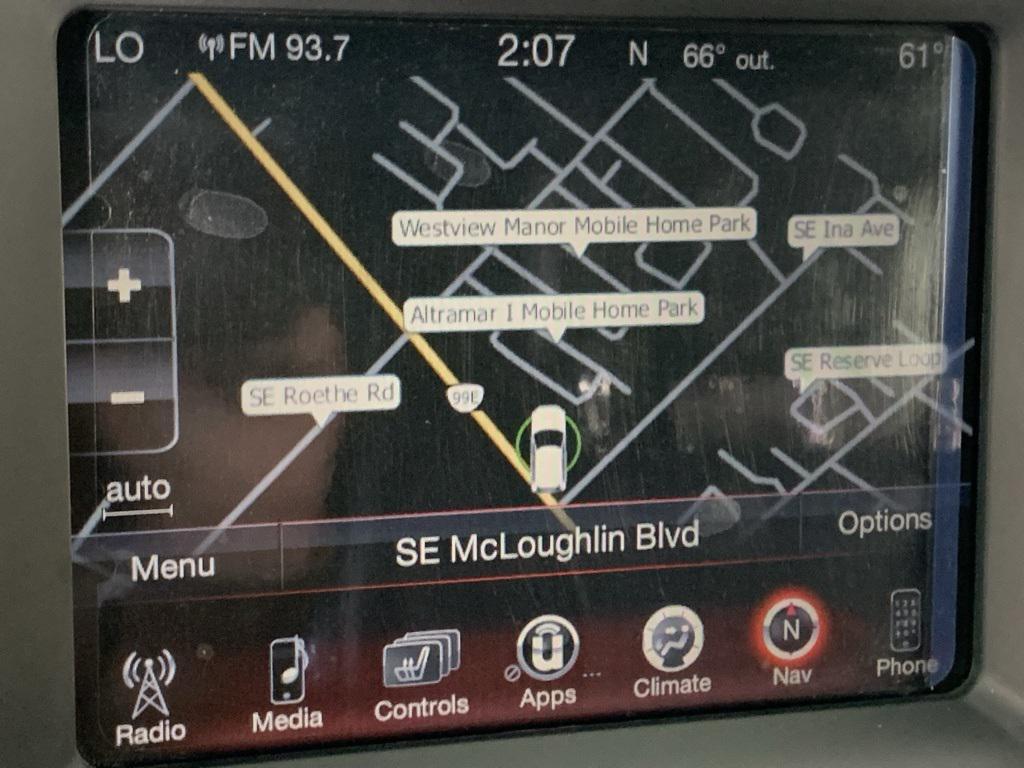 LO FM 93.7 2:07 N 66° out. 61°
Westview Manor Mobile Home Park
SE Ina Ave
Altramar I Mobile Home Park
SE Reserve Loop
SE Roethe Rd
99E
+
−
auto
Menu SE McLoughlin Blvd Options
Radio Media Controls Apps Climate N Nav Phone